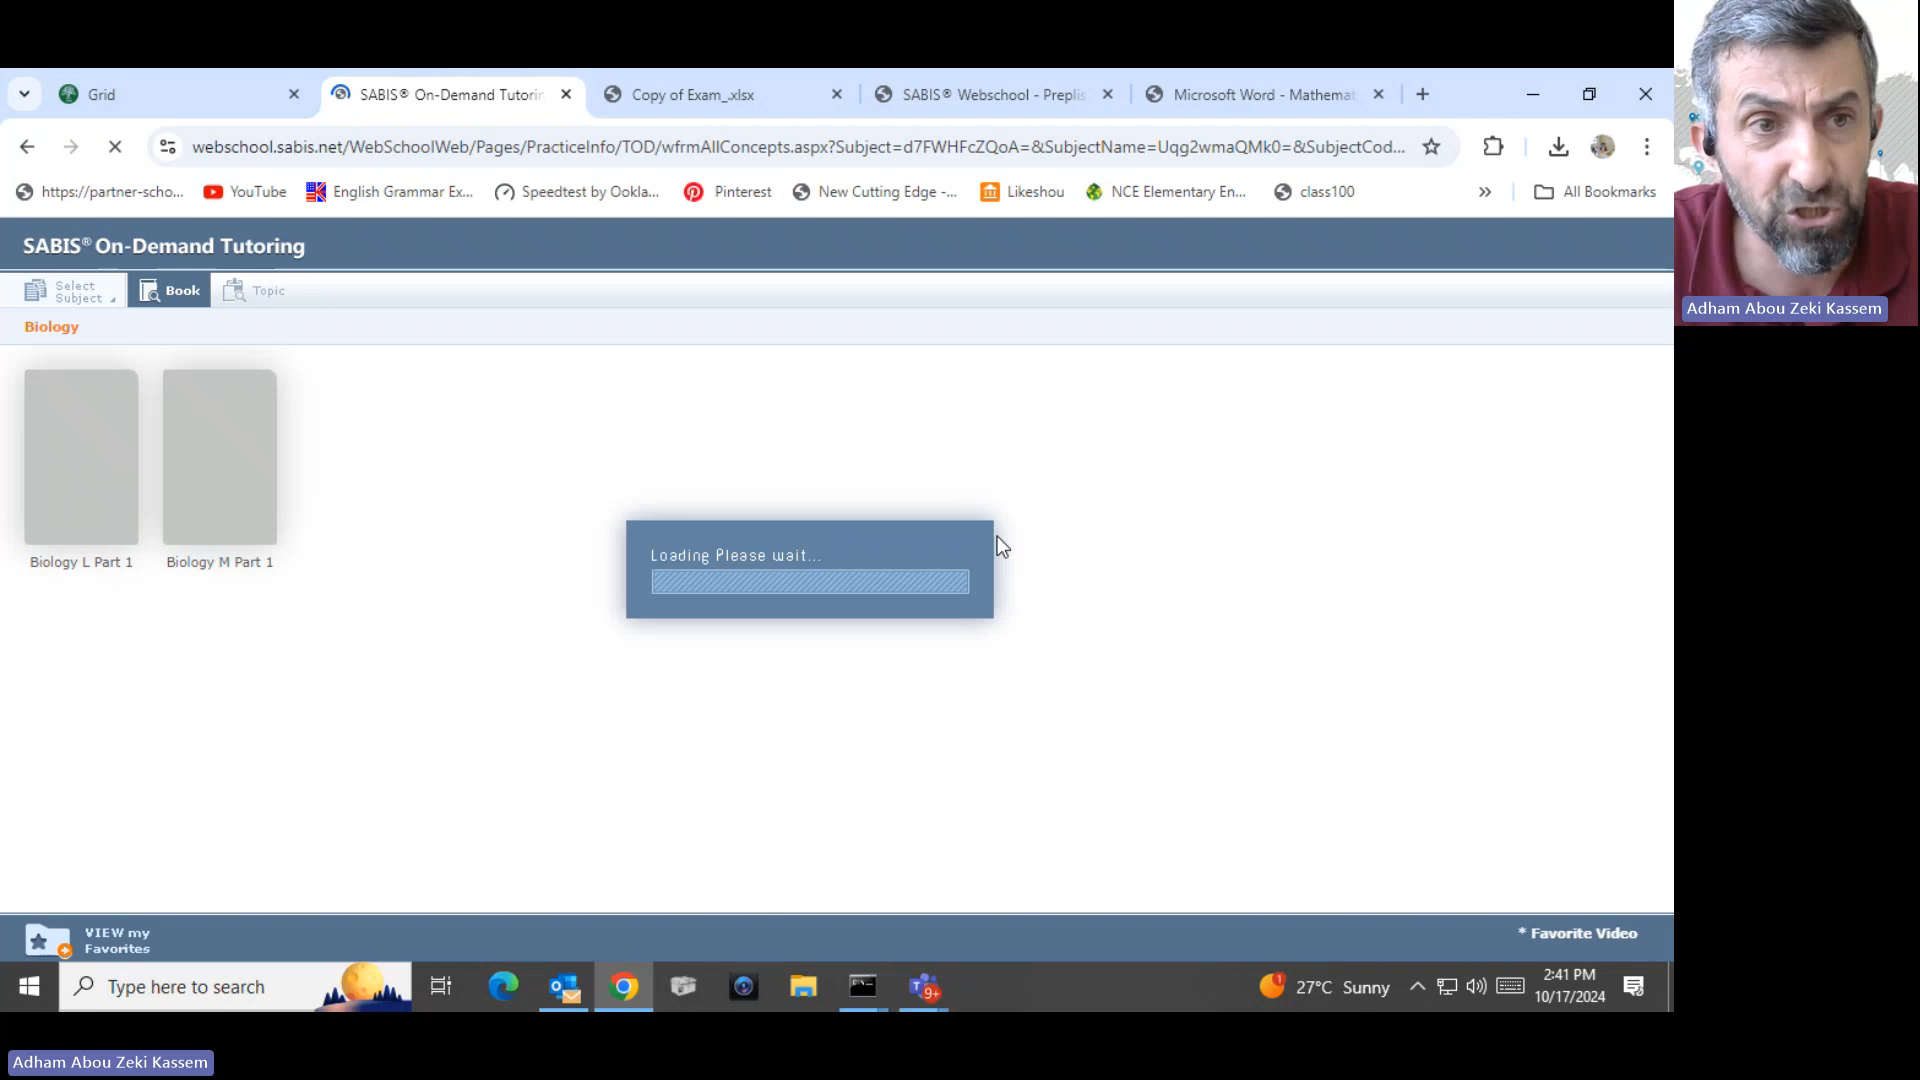 Grid
SABIS® On-Demand Tutorin
Copy of Exam_.xlsx
SABIS® Webschool - Preplis
Microsoft Word - Mathemat
webschool.sabis.net/WebSchoolWeb/Pages/PracticeInfo/TOD/wfrmAllConcepts.aspx?Subject=d7FWHFcZQoA=&SubjectName=Uqg2wmaQMk0=&SubjectCod...
https://partner-scho...
YouTube
English Grammar Ex...
Speedtest by Ookla...
Pinterest
New Cutting Edge -...
Likeshou
NCE Elementary En...
class100
»
All Bookmarks
SABIS® On-Demand Tutoring
Select
Subject
Book
Topic
Biology
Adham Abou Zeki Kassem
Loading Please wait...
Biology L Part 1
Biology M Part 1
VIEW my
Favorites
* Favorite Video
Type here to search
9+
1
27°C Sunny
2:41 PM
10/17/2024
Adham Abou Zeki Kassem